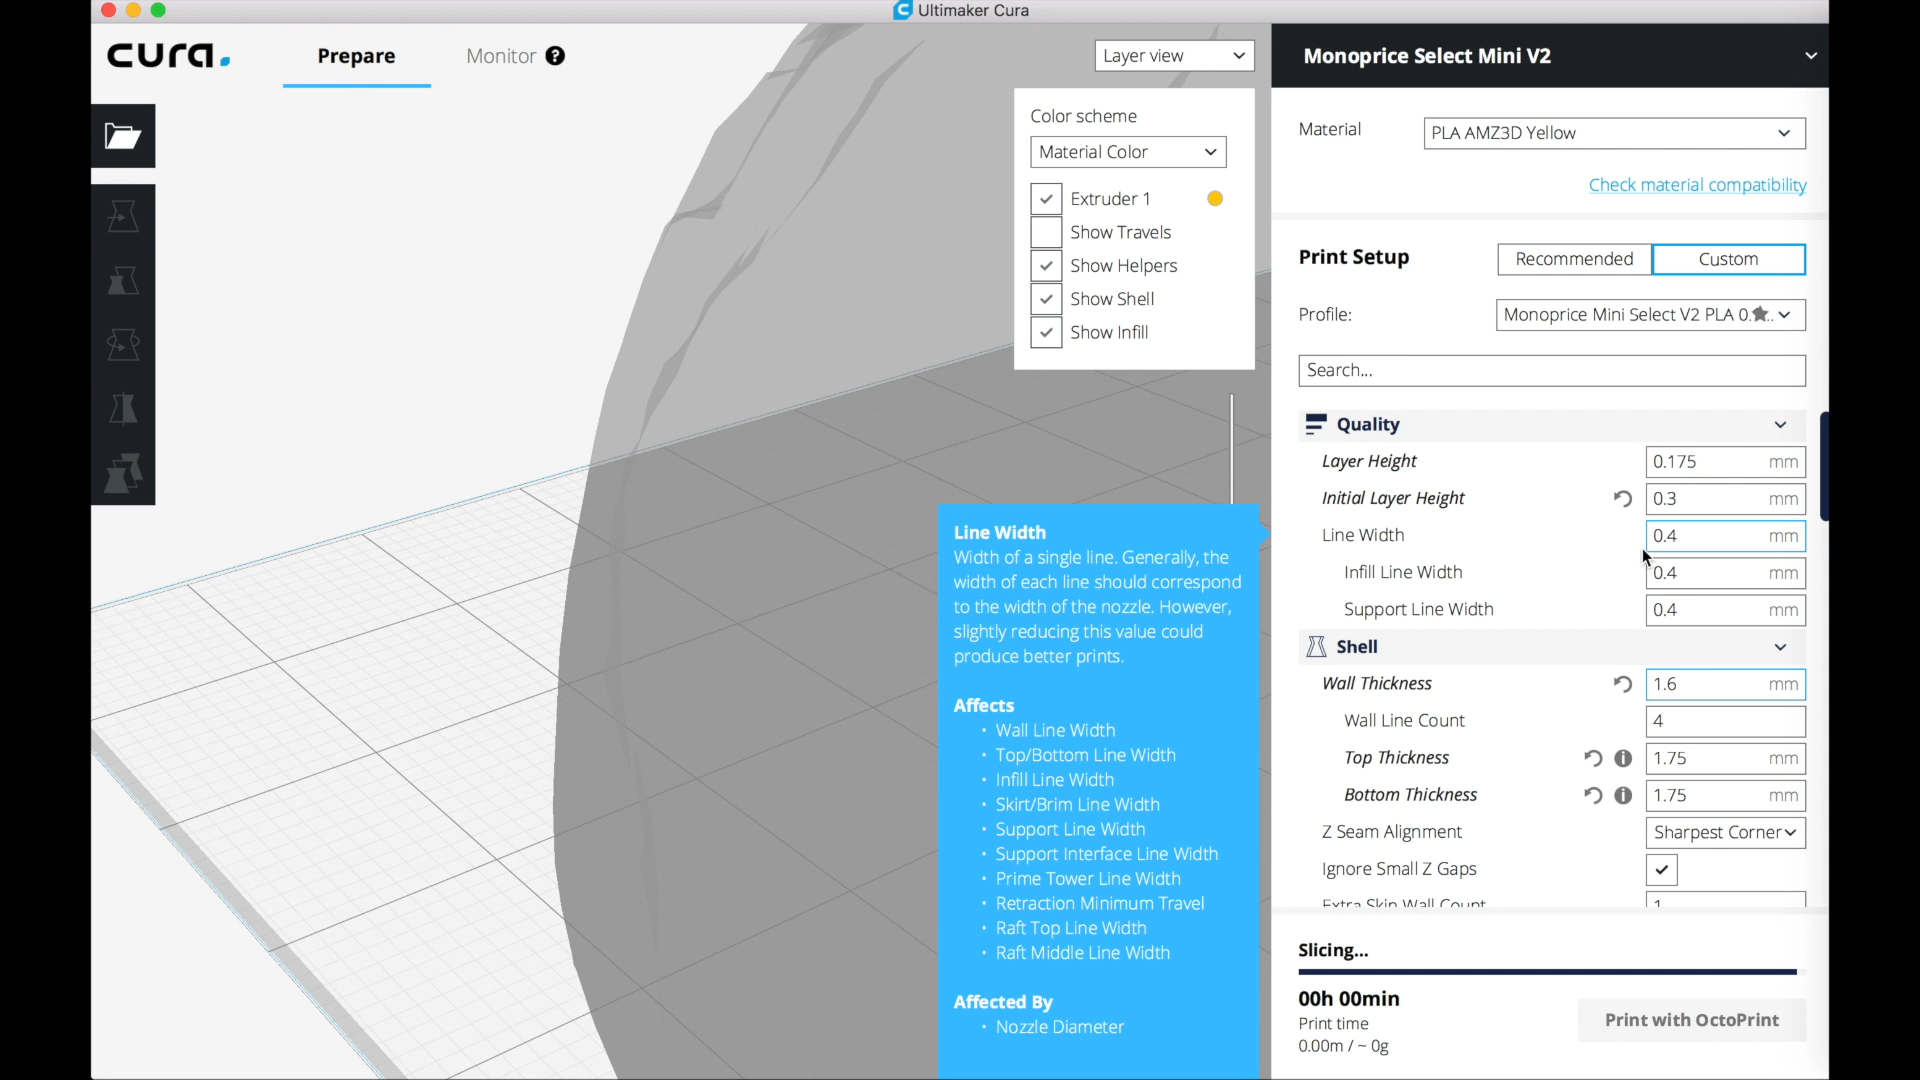 Ultimaker Cura
cura.
Prepare
Monitor ?
Layer view
Color scheme
Material Color
Extruder 1
Show Travels
Show Helpers
Show Shell
Show Infill
Line Width
Width of a single line. Generally, the
width of each line should correspond
to the width of the nozzle. However,
slightly reducing this value could
produce better prints.
Affects
• Wall Line Width
• Top/Bottom Line Width
• Infill Line Width
• Skirt/Brim Line Width
• Support Line Width
• Support Interface Line Width
• Prime Tower Line Width
• Retraction Minimum Travel
• Raft Top Line Width
• Raft Middle Line Width
Affected By
• Nozzle Diameter
Monoprice Select Mini V2
Material PLA AMZ3D Yellow
Check material compatibility
Print Setup Recommended Custom
Profile: Monoprice Mini Select V2 PLA 0.
Search...
Quality
Layer Height 0.175 mm
Initial Layer Height 0.3 mm
Line Width 0.4 mm
Infill Line Width 0.4 mm
Support Line Width 0.4 mm
Shell
Wall Thickness 1.6 mm
Wall Line Count 4
Top Thickness 1.75 mm
Bottom Thickness 1.75 mm
Z Seam Alignment Sharpest Corner
Ignore Small Z Gaps
Extra Skin Wall Count 1
Slicing...
00h 00min
Print time
0.00m / ~ 0g
Print with OctoPrint